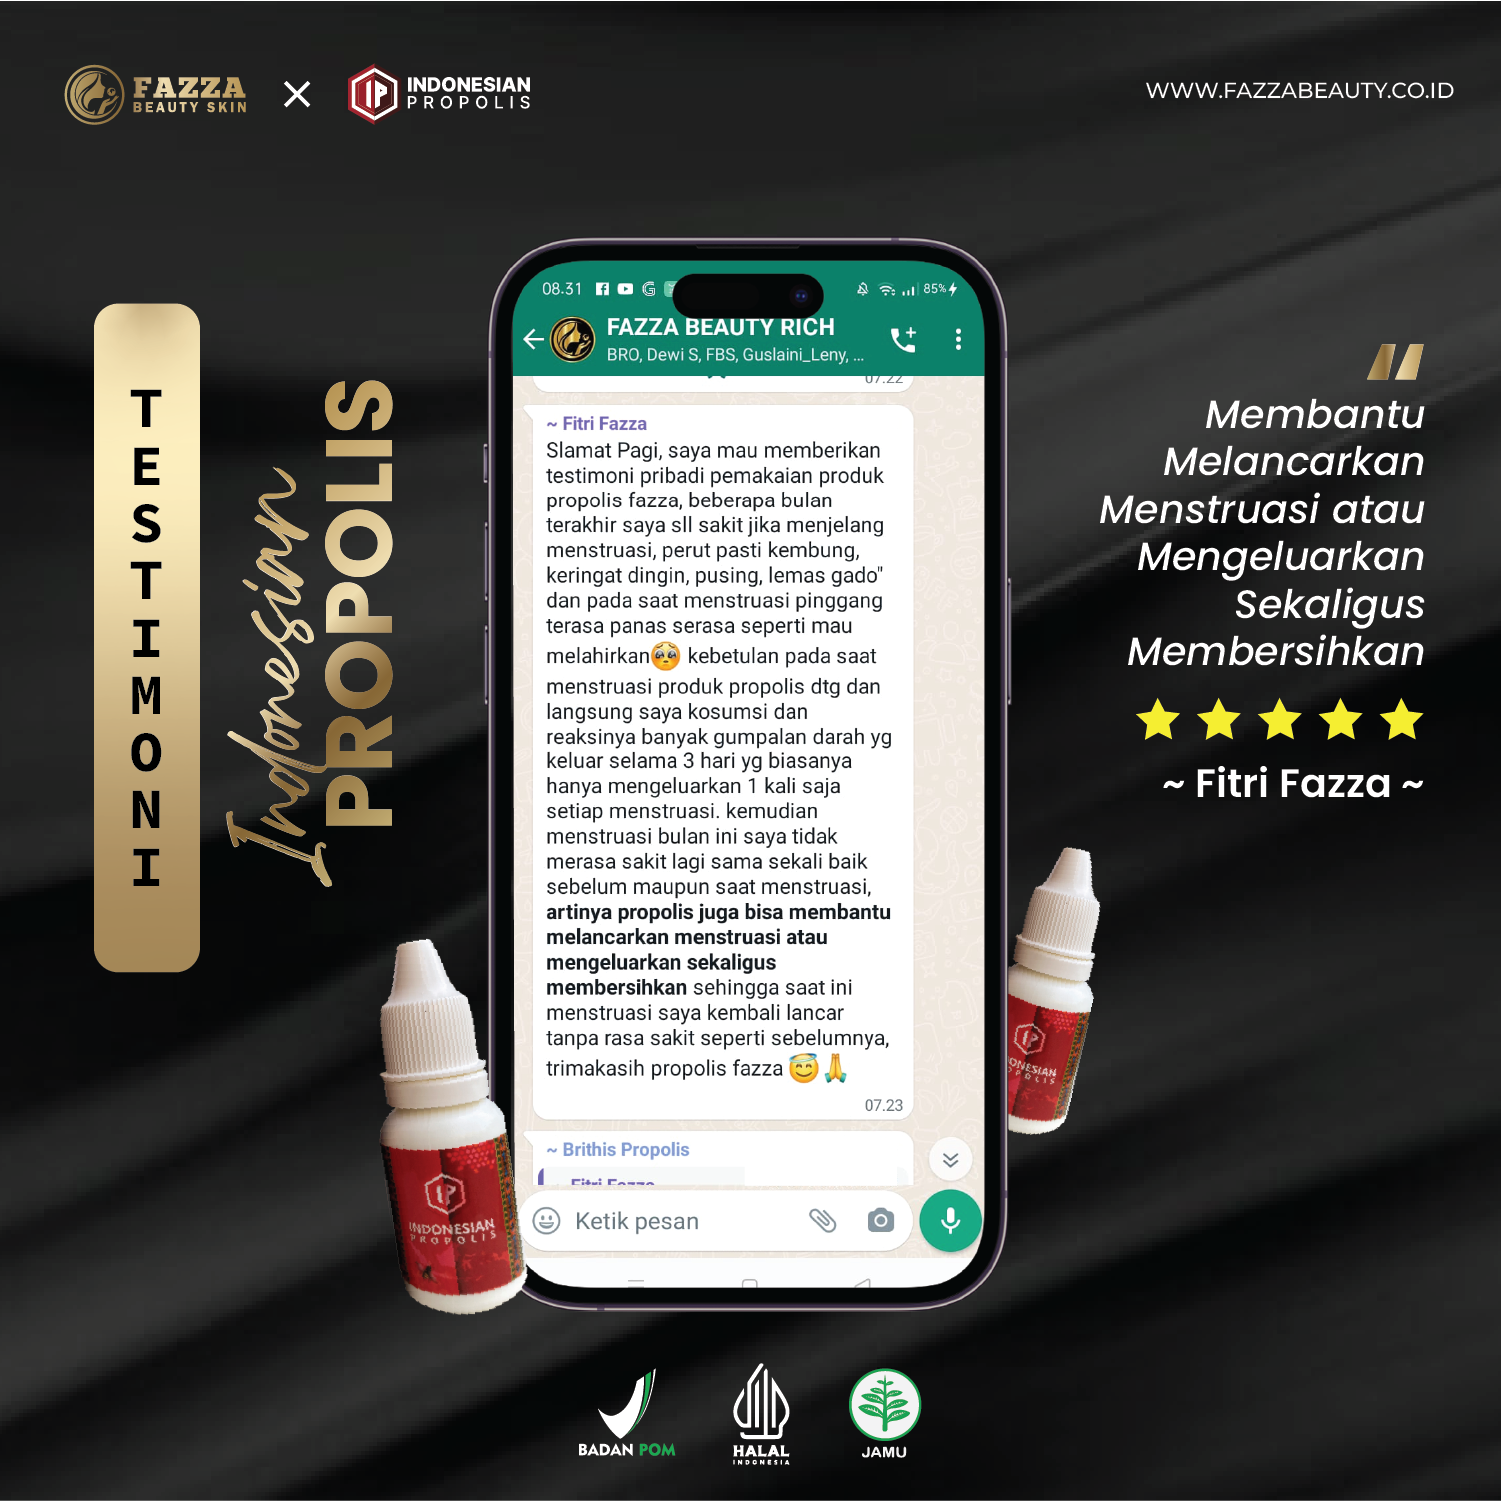 FAZZA
BEAUTY SKIN
INDONESIAN
PROPOLIS
WWW.FAZZABEAUTY.CO.ID
TESTIMONI
Indonesian
PROPOLIS
08.31
85%
FAZZA BEAUTY RICH
BRO, Dewi S, FBS, Guslaini_Leny, ...
07.22
~ Fitri Fazza
Slamat Pagi, saya mau memberikan
testimoni pribadi pemakaian produk
propolis fazza, beberapa bulan
terakhir saya sll sakit jika menjelang
menstruasi, perut pasti kembung,
keringat dingin, pusing, lemas gado"
dan pada saat menstruasi pinggang
terasa panas serasa seperti mau
melahirkan🥺 kebetulan pada saat
menstruasi produk propolis dtg dan
langsung saya kosumsi dan
reaksinya banyak gumpalan darah yg
keluar selama 3 hari yg biasanya
hanya mengeluarkan 1 kali saja
setiap menstruasi. kemudian
menstruasi bulan ini saya tidak
merasa sakit lagi sama sekali baik
sebelum maupun saat menstruasi,
artinya propolis juga bisa membantu
melancarkan menstruasi atau
mengeluarkan sekaligus
membersihkan sehingga saat ini
menstruasi saya kembali lancar
tanpa rasa sakit seperti sebelumnya,
trimakasih propolis fazza 😇🙏
07.23
~ Brithis Propolis
Fitri Fazza
Ketik pesan
"
Membantu
Melancarkan
Menstruasi atau
Mengeluarkan
Sekaligus
Membersihkan
~ Fitri Fazza ~
IP
INDONESIAN
PROPOLIS
BADAN POM
HALAL
INDONESIA
JAMU